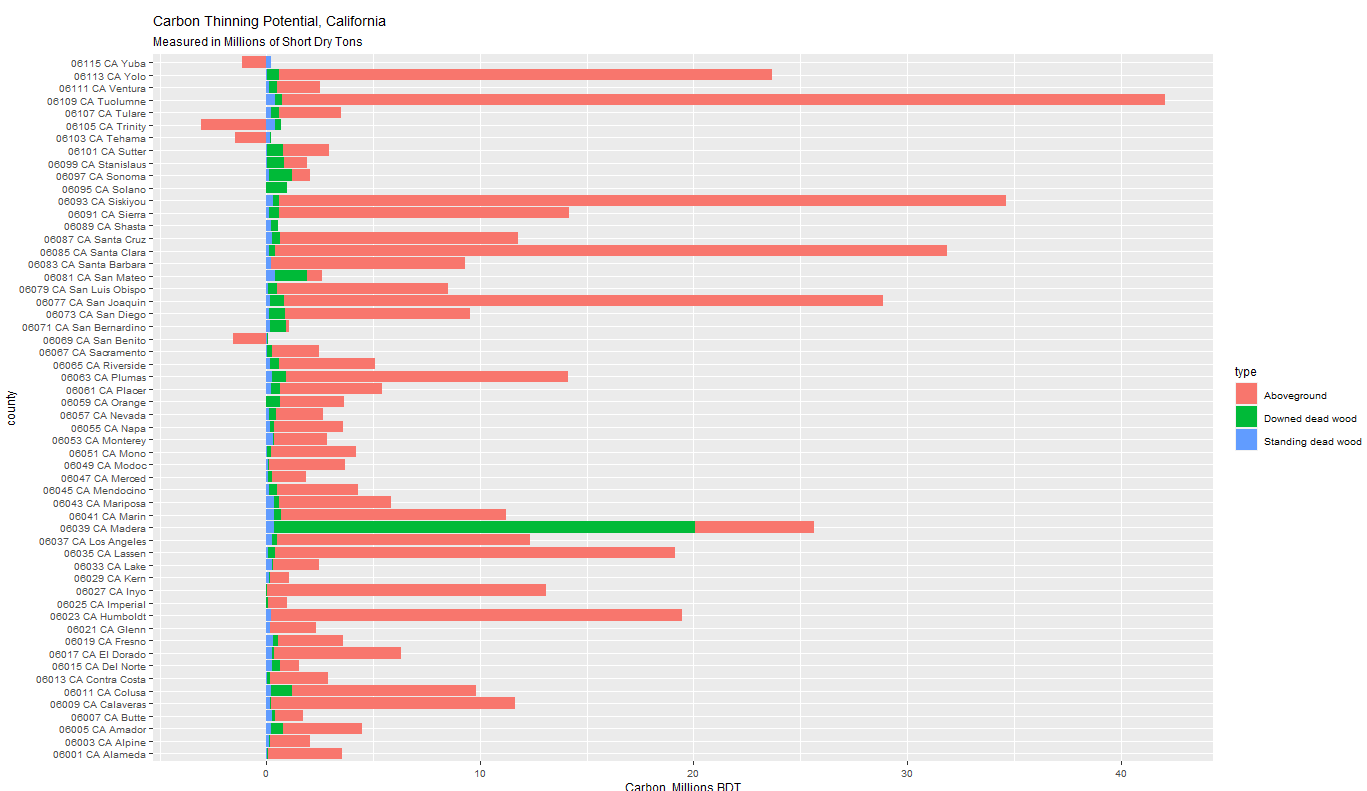 Carbon Thinning Potential, California
Measured in Millions of Short Dry Tons
06115 CA Yuba
06113 CA Yolo
06111 CA Ventura
06109 CA Tuolumne
06107 CA Tulare
06105 CA Trinity
06103 CA Tehama
06101 CA Sutter
06099 CA Stanislaus
06097 CA Sonoma
06095 CA Solano
06093 CA Siskiyou
06091 CA Sierra
06089 CA Shasta
06087 CA Santa Cruz
06085 CA Santa Clara
06083 CA Santa Barbara
06081 CA San Mateo
06079 CA San Luis Obispo
06077 CA San Joaquin
06073 CA San Diego
06071 CA San Bernardino
06069 CA San Benito
06067 CA Sacramento
06065 CA Riverside
06063 CA Plumas
06061 CA Placer
06059 CA Orange
06057 CA Nevada
06055 CA Napa
06053 CA Monterey
06051 CA Mono
06049 CA Modoc
06047 CA Merced
06045 CA Mendocino
06043 CA Mariposa
06041 CA Marin
06039 CA Madera
06037 CA Los Angeles
06035 CA Lassen
06033 CA Lake
06029 CA Kern
06027 CA Inyo
06025 CA Imperial
06023 CA Humboldt
06021 CA Glenn
06019 CA Fresno
06017 CA El Dorado
06015 CA Del Norte
06013 CA Contra Costa
06011 CA Colusa
06009 CA Calaveras
06007 CA Butte
06005 CA Amador
06003 CA Alpine
06001 CA Alameda
county
0 10 20 30 40
Carbon, Millions BDT
type
Aboveground
Downed dead wood
Standing dead wood